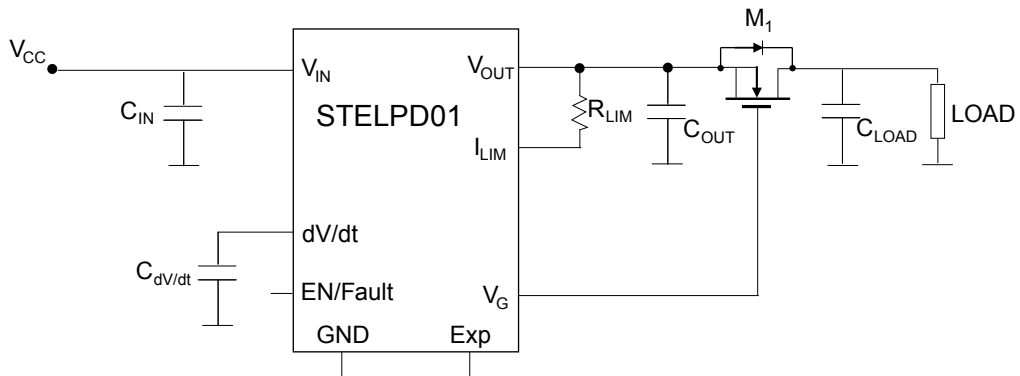 M1
VCC
VIN
VOUT
CIN
STELPD01
RLIM
COUT
CLOAD
LOAD
ILIM
dV/dt
CdV/dt
EN/Fault
VG
GND
Exp